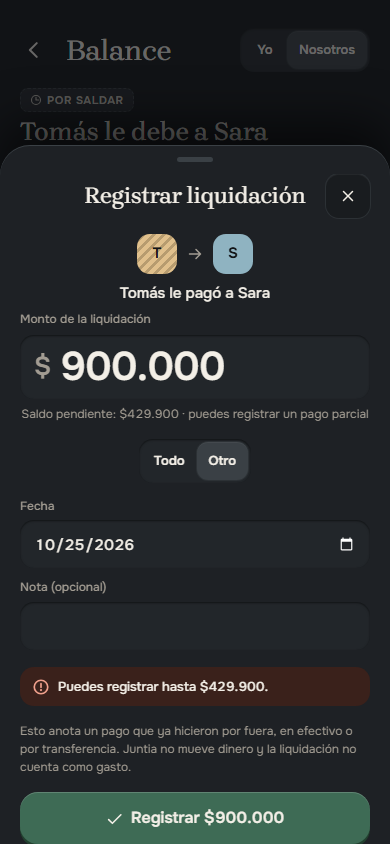 Balance
Yo
Nosotros
POR SALDAR
Tomás le debe a Sara
Registrar liquidación
T
S
Tomás le pagó a Sara
Monto de la liquidación
$ 900.000
Saldo pendiente: $429.900 · puedes registrar un pago parcial
Todo
Otro
Fecha
10/25/2026
Nota (opcional)
Puedes registrar hasta $429.900.
Esto anota un pago que ya hicieron por fuera, en efectivo o
por transferencia. Juntia no mueve dinero y la liquidación no
cuenta como gasto.
Registrar $900.000